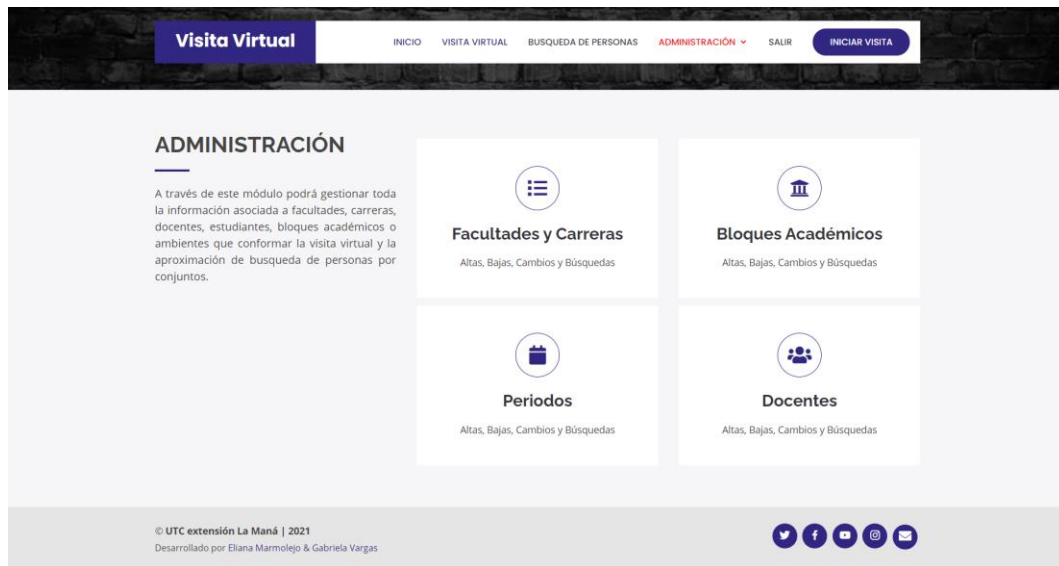 Visita Virtual
INICIO VISITA VIRTUAL BUSQUEDA DE PERSONAS ADMINISTRACIÓN SALIR INICIAR VISITA
ADMINISTRACIÓN
A través de este módulo podrá gestionar toda
la información asociada a facultades, carreras,
docentes, estudiantes, bloques académicos o
ambientes que conformar la visita virtual y la
aproximación de busqueda de personas por
conjuntos.
Facultades y Carreras
Altas, Bajas, Cambios y Búsquedas
Bloques Académicos
Altas, Bajas, Cambios y Búsquedas
Periodos
Altas, Bajas, Cambios y Búsquedas
Docentes
Altas, Bajas, Cambios y Búsquedas
© UTC extensión La Maná | 2021
Desarrollado por Eliana Marmolejo & Gabriela Vargas